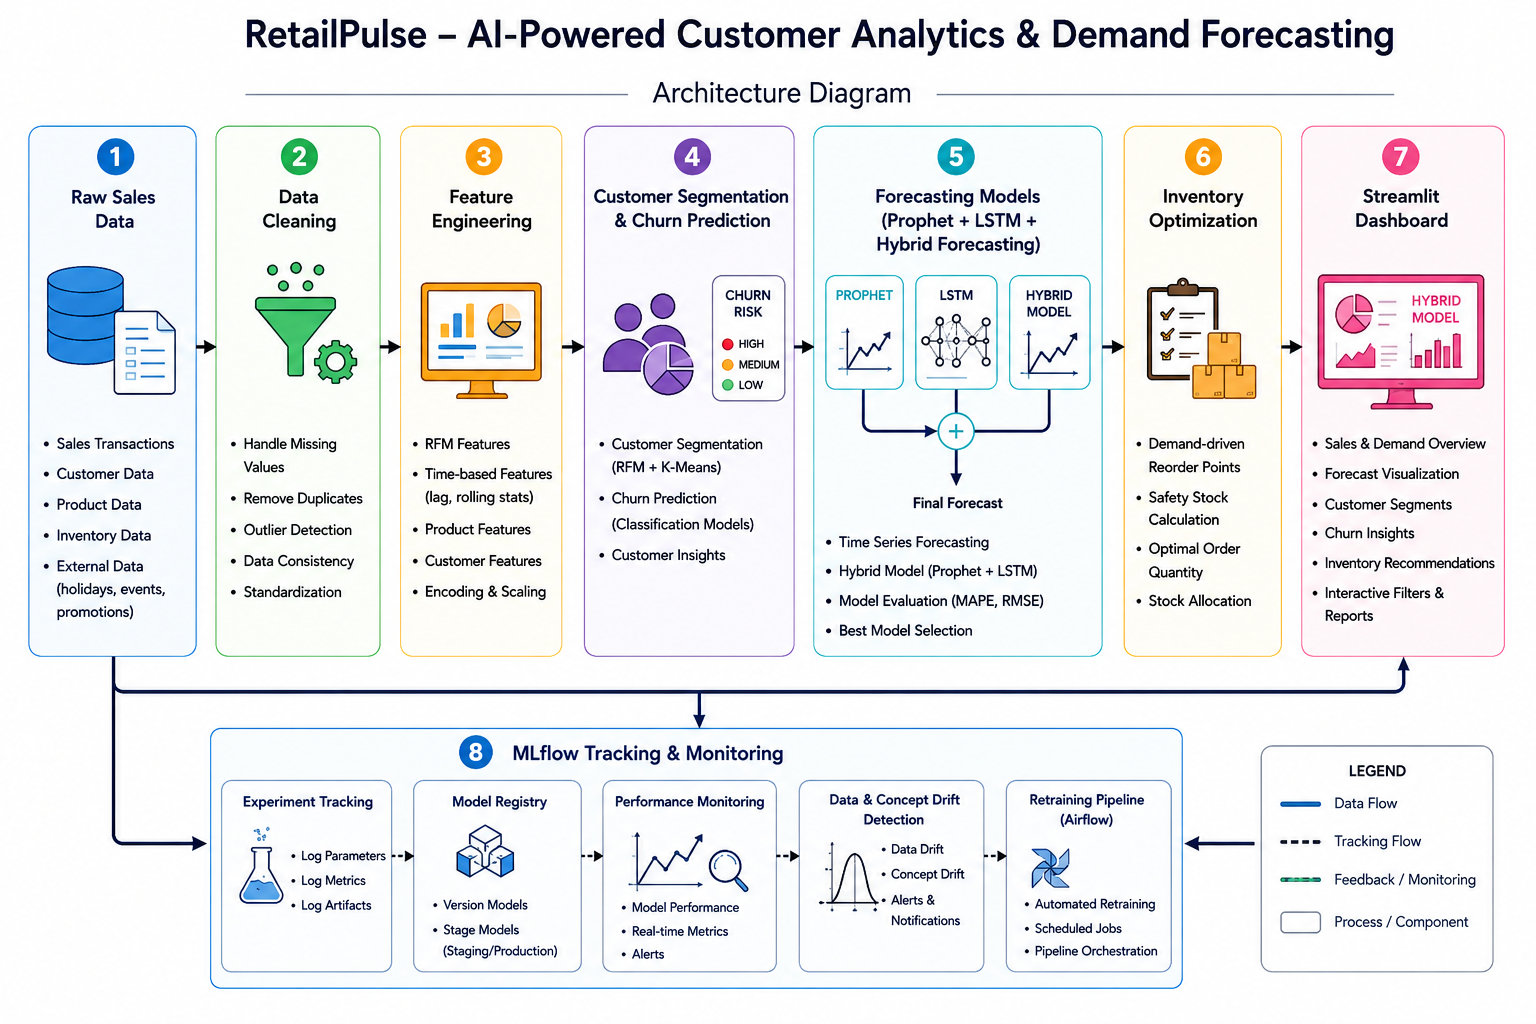 RetailPulse – AI-Powered Customer Analytics & Demand Forecasting
Architecture Diagram
1
Raw Sales
Data
• Sales Transactions
• Customer Data
• Product Data
• Inventory Data
• External Data
(holidays, events,
promotions)
2
Data
Cleaning
• Handle Missing
Values
• Remove Duplicates
• Outlier Detection
• Data Consistency
• Standardization
3
Feature
Engineering
• RFM Features
• Time-based Features
(lag, rolling stats)
• Product Features
• Customer Features
• Encoding & Scaling
4
Customer Segmentation
& Churn Prediction
CHURN
RISK
HIGH
MEDIUM
LOW
• Customer Segmentation
(RFM + K-Means)
• Churn Prediction
(Classification Models)
• Customer Insights
5
Forecasting Models
(Prophet + LSTM +
Hybrid Forecasting)
PROPHET
LSTM
HYBRID
MODEL
+
Final Forecast
• Time Series Forecasting
• Hybrid Model (Prophet + LSTM)
• Model Evaluation (MAPE, RMSE)
• Best Model Selection
6
Inventory
Optimization
• Demand-driven
Reorder Points
• Safety Stock
Calculation
• Optimal Order
Quantity
• Stock Allocation
7
Streamlit
Dashboard
HYBRID
MODEL
• Sales & Demand Overview
• Forecast Visualization
• Customer Segments
• Churn Insights
• Inventory Recommendations
• Interactive Filters &
Reports
8
MLflow Tracking & Monitoring
Experiment Tracking
• Log Parameters
• Log Metrics
• Log Artifacts
Model Registry
• Version Models
• Stage Models
(Staging/Production)
Performance Monitoring
• Model Performance
• Real-time Metrics
• Alerts
Data & Concept Drift
Detection
• Data Drift
• Concept Drift
• Alerts &
Notifications
Retraining Pipeline
(Airflow)
• Automated Retraining
• Scheduled Jobs
• Pipeline Orchestration
LEGEND
Data Flow
Tracking Flow
Feedback / Monitoring
Process / Component